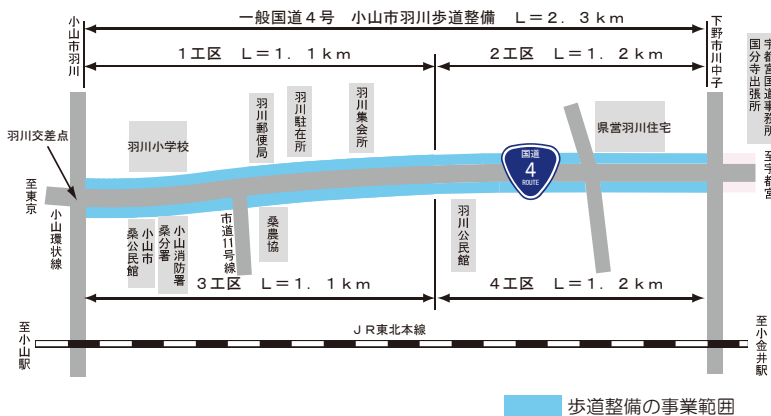 一般国道4号　小山市羽川歩道整備　L=2．3km
小山市羽川
下野市川中子
1工区　L=1．1km
2工区　L=1．2km
宇都宮国道事務所
国分寺出張所
羽川交差点
羽川小学校
羽川郵便局
羽川駐在所
羽川集会所
国道
4
ROUTE
県営羽川住宅
至宇都宮
至東京
小山環状線
小山市
桑公民館
小山消防署
桑分署
市道11号線
桑農協
羽川公民館
3工区　L=1．1km
4工区　L=1．2km
JR東北本線
至小山駅
至小金井駅
歩道整備の事業範囲